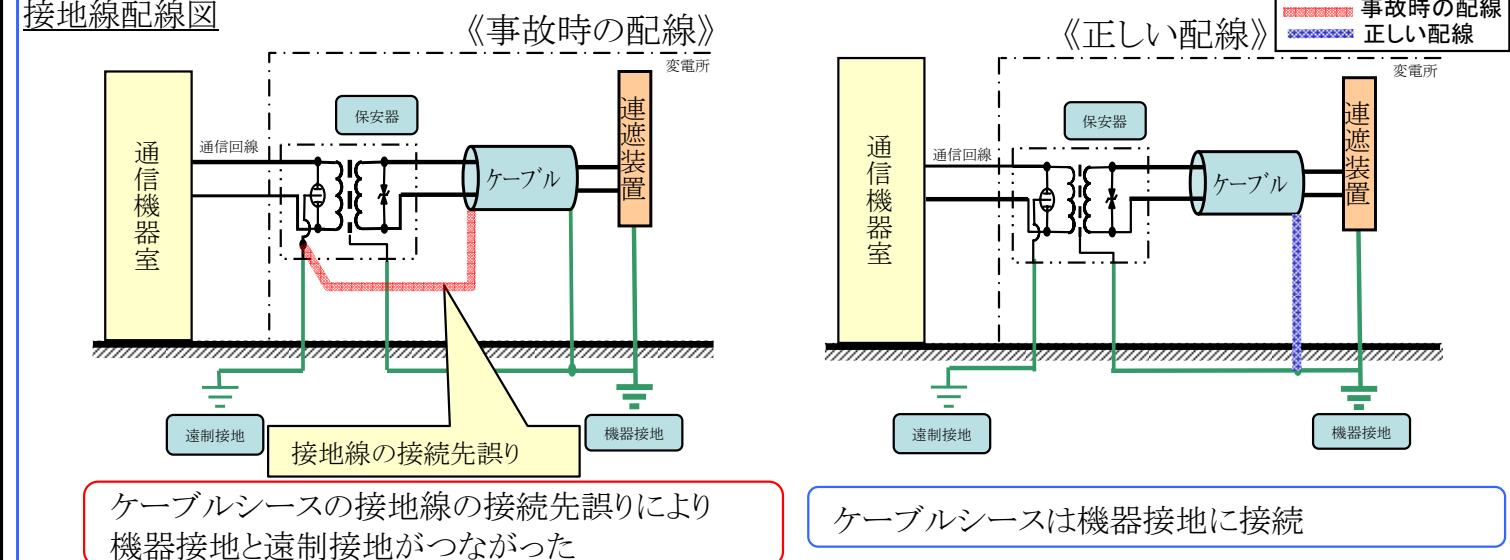 接地線配線図
《事故時の配線》
変電所
通信機器室
通信回線
保安器
ケーブル
連遮装置
遠制接地
機器接地
接地線の接続先誤り
ケーブルシースの接地線の接続先誤りにより
機器接地と遠制接地がつながった
《正しい配線》
事故時の配線
正しい配線
変電所
通信機器室
通信回線
保安器
ケーブル
連遮装置
遠制接地
機器接地
ケーブルシースは機器接地に接続